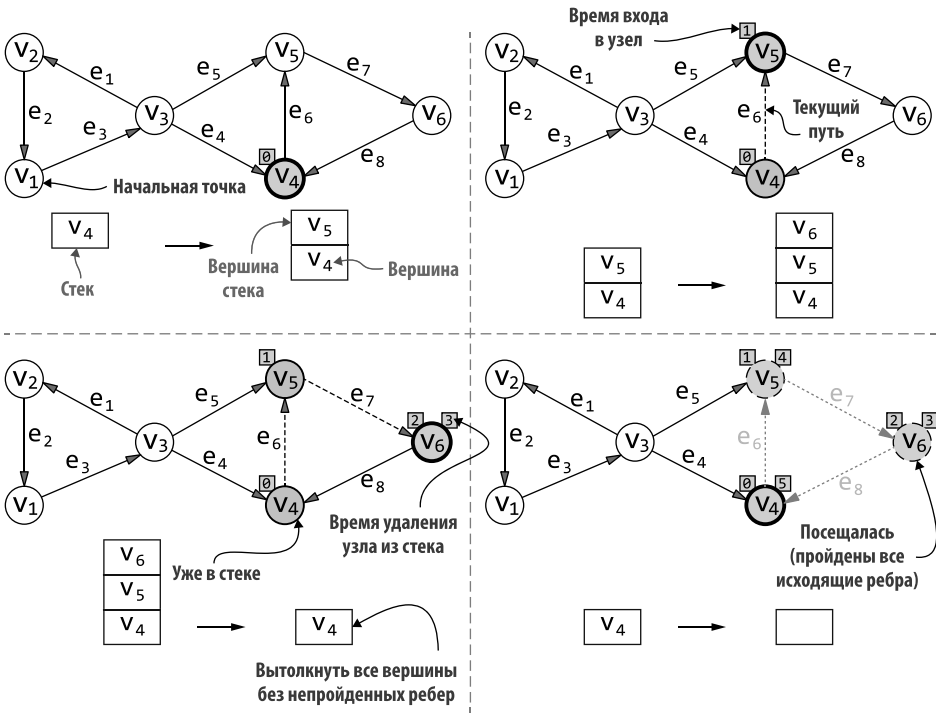 V2
e1
e2
e3
V1
V3
e5
e4
V5
e7
e6
V6
e8
0
V4
Начальная точка
V4
Стек
V5
V4
Вершина
стека
Вершина
Время входа
в узел
1
V5
V2
e1
e2
e3
V1
V3
e5
e4
e7
e6
V6
e8
0
V4
Текущий
путь
V5
V4
V6
V5
V4
V2
e1
e2
e3
V1
V3
e5
e4
1
V5
e7
e6
2
3
V6
e8
0
V4
Время удаления
узла из стека
Уже в стеке
V6
V5
V4
V4
Вытолкнуть все вершины
без непройденных ребер
V2
e1
e2
e3
V1
V3
e5
e4
1
4
V5
e7
e6
2
3
V6
e8
0
5
V4
Посещалась
(пройдены все
исходящие ребра)
V4